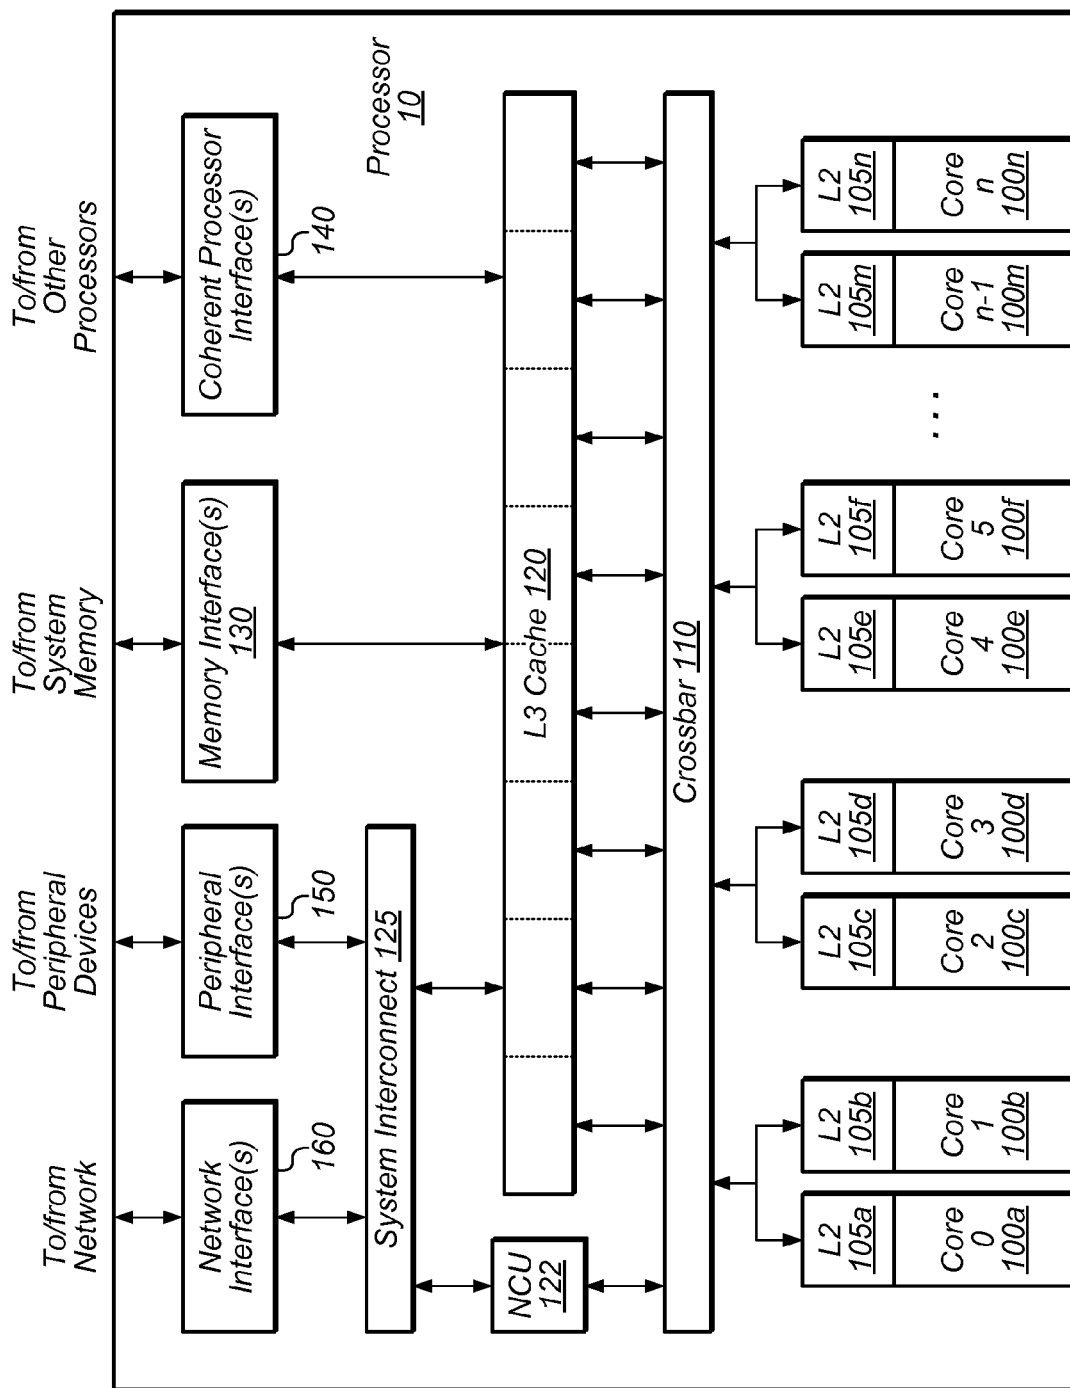 To/from
Network
To/from
Peripheral
Devices
To/from
System
Memory
To/from
Other
Processors
Network
Interface(s)
160
Peripheral
Interface(s)
150
Memory Interface(s)
130
Coherent Processor
Interface(s)
140
Processor
10
System Interconnect 125
NCU
122
L3 Cache 120
Crossbar 110
L2
105a
Core
0
100a
L2
105b
Core
1
100b
L2
105c
Core
2
100c
L2
105d
Core
3
100d
L2
105e
Core
4
100e
L2
105f
Core
5
100f
...
L2
105m
Core
n-1
100m
L2
105n
Core
n
100n